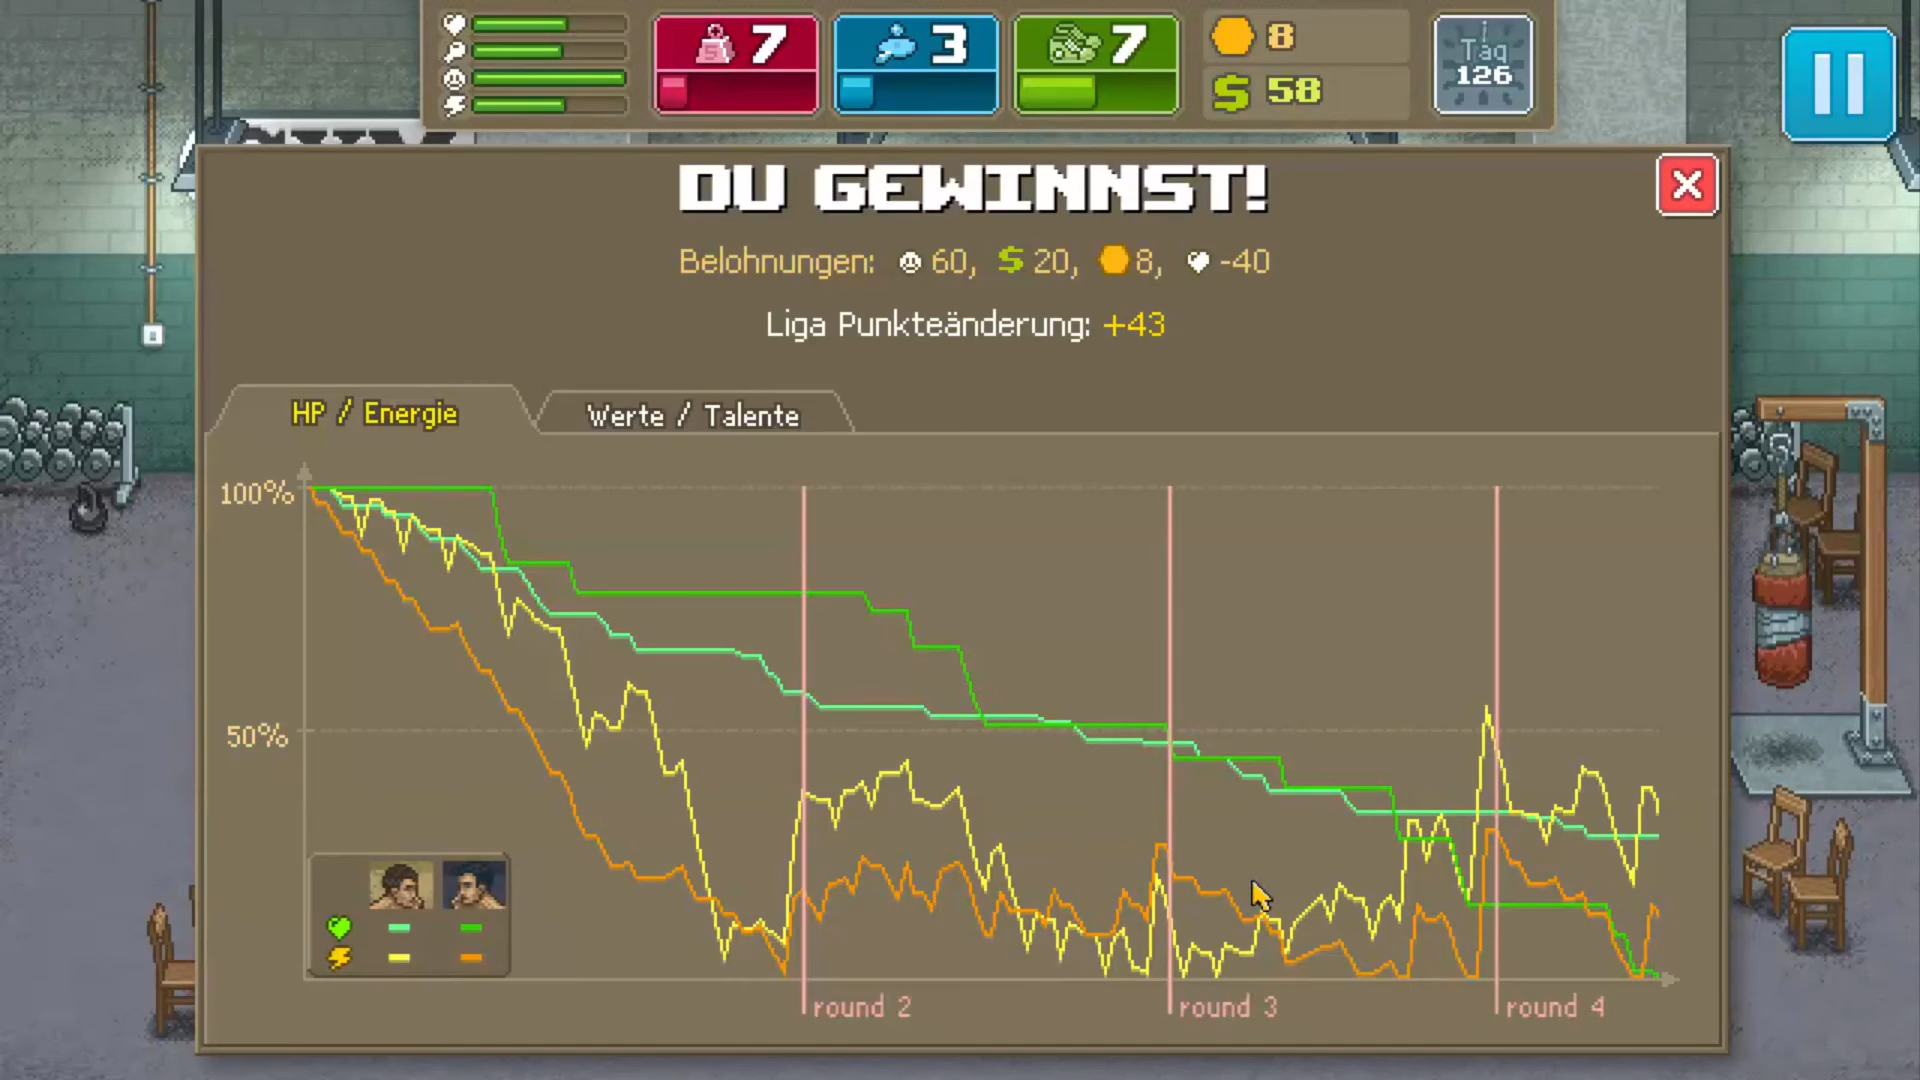 7
3
7
8
$ 58
Tag
126
DU GEWINNST!
Belohnungen: 60, $ 20, 8, -40
Liga Punkteänderung: +43
HP / Energie
Werte / Talente
100%
50%
round 2
round 3
round 4